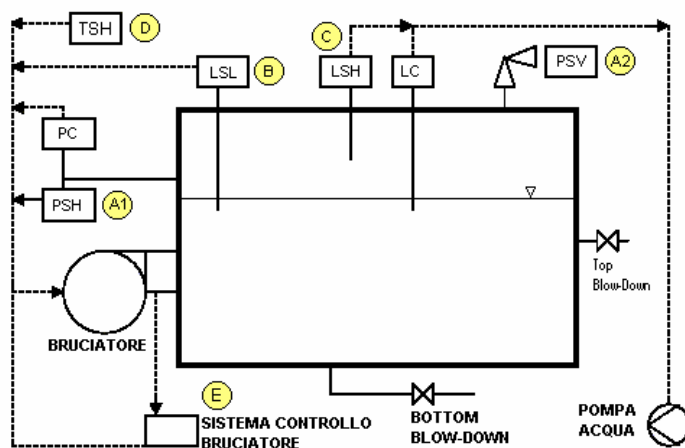 TSH D
C
LSL B LSH LC PSV A2
PC
PSH A1
Top
Blow-Down
BRUCIATORE
E
SISTEMA CONTROLLO
BRUCIATORE
BOTTOM
BLOW-DOWN
POMPA
ACQUA